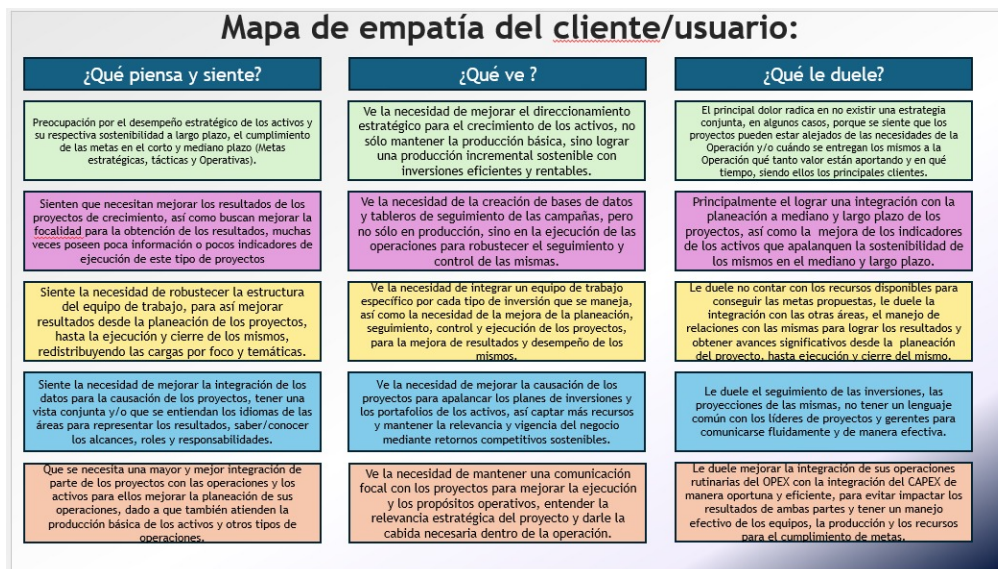 Mapa de empatía del cliente/usuario:
¿Qué piensa y siente?
¿Qué ve ?
¿Qué le duele?
Preocupación por el desempeño estratégico de los activos y
su respectiva sostenibilidad a largo plazo, el cumplimiento
de las metas en el corto y mediano plazo (Metas
estratégicas, tácticas y Operativas).
Ve la necesidad de mejorar el direccionamiento
estratégico para el crecimiento de los activos, no
sólo mantener la producción básica, sino lograr
una producción incremental sostenible con
inversiones eficientes y rentables.
El principal dolor radica en no existir una estrategia
conjunta, en algunos casos, porque se siente que los
proyectos pueden estar alejados de las necesidades de la
Operación y/o cuándo se entregan los mismos a la
Operación qué tanto valor están aportando y en qué
tiempo, siendo ellos los principales clientes.
Sienten que necesitan mejorar los resultados de los
proyectos de crecimiento, así como buscan mejorar la
focalidad para la obtención de los resultados, muchas
veces poseen poca información o pocos indicadores de
ejecución de este tipo de proyectos
Ve la necesidad de la creación de bases de datos
y tableros de seguimiento de las campañas, pero
no sólo en producción, sino en la ejecución de las
operaciones para robustecer el seguimiento y
control de las mismas.
Principalmente el lograr una integración con la
planeación a mediano y largo plazo de los
proyectos, así como la mejora de los indicadores
de los activos que apalanquen la sostenibilidad de
los mismos en el mediano y largo plazo.
Siente la necesidad de robustecer la estructura
del equipo de trabajo, para así mejorar
resultados desde la planeación de los proyectos,
hasta la ejecución y cierre de los mismos,
redistribuyendo las cargas por foco y temáticas.
Ve la necesidad de integrar un equipo de trabajo
específico por cada tipo de inversión que se maneja,
así como la necesidad de la mejora de la planeación,
seguimiento, control y ejecución de los proyectos,
para la mejora de resultados y desempeño de los
mismos.
Le duele no contar con los recursos disponibles para
conseguir las metas propuestas, le duele la
integración con las otras áreas, el manejo de
relaciones con las mismas para lograr los resultados y
obtener avances significativos desde la planeación
del proyecto, hasta ejecución y cierre del mismo.
Siente la necesidad de mejorar la integración de los
datos para la causación de los proyectos, tener una
vista conjunta y/o que se entiendan los idiomas de las
áreas para representar los resultados, saber/conocer
los alcances, roles y responsabilidades.
Ve la necesidad de mejorar la causación de los
proyectos para apalancar los planes de inversiones y
los portafolios de los activos, así captar más recursos
y mantener la relevancia y vigencia del negocio
mediante retornos competitivos sostenibles.
Le duele el seguimiento de las inversiones, las
proyecciones de las mismas, no tener un lenguaje
común con los líderes de proyectos y gerentes para
comunicarse fluidamente y de manera efectiva.
Que se necesita una mayor y mejor integración de
parte de los proyectos con las operaciones y los
activos para ellos mejorar la planeación de sus
operaciones, dado a que también atienden la
producción básica de los activos y otros tipos de
operaciones.
Ve la necesidad de mantener una comunicación
focal con los proyectos para mejorar la ejecución
y los propósitos operativos, entender la
relevancia estratégica del proyecto y darle la
cabida necesaria dentro de la operación.
Le duele mejorar la integración de sus operaciones
rutinarias del OPEX con la integración del CAPEX de
manera oportuna y eficiente, para evitar impactar los
resultados de ambas partes y tener un manejo
efectivo de los equipos, la producción y los recursos
para el cumplimiento de metas.